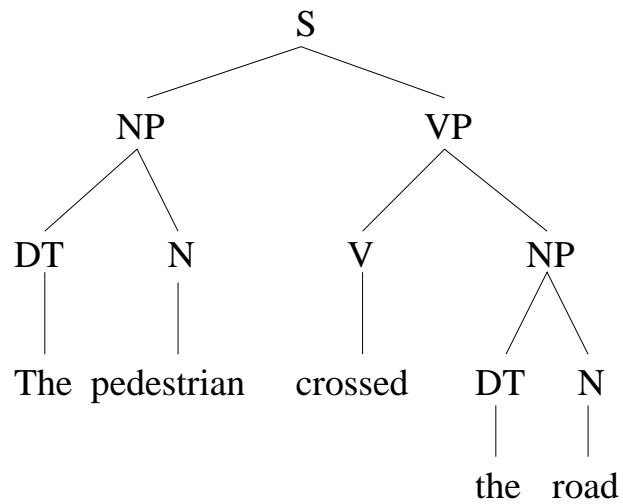 S
NP VP
DT N V NP
The pedestrian crossed DT N
the road